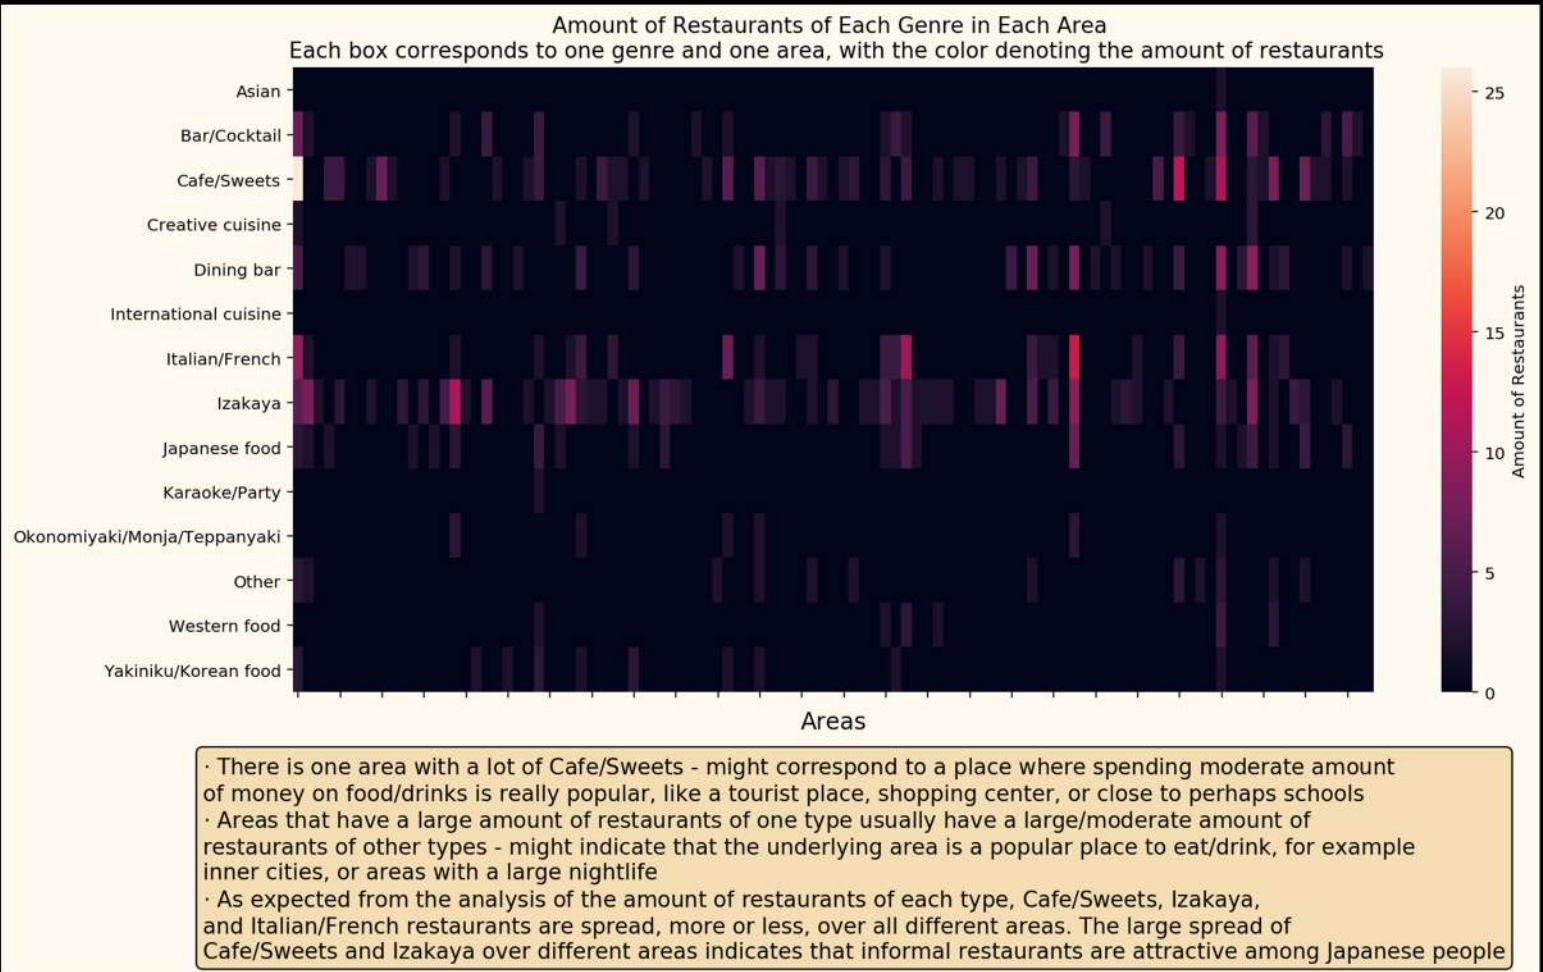 Amount of Restaurants of Each Genre in Each Area
Each box corresponds to one genre and one area, with the color denoting the amount of restaurants
Asian
Bar/Cocktail
Cafe/Sweets
Creative cuisine
Dining bar
International cuisine
Italian/French
Izakaya
Japanese food
Karaoke/Party
Okonomiyaki/Monja/Teppanyaki
Other
Western food
Yakiniku/Korean food
Areas
25
20
15
10
5
0
Amount of Restaurants
· There is one area with a lot of Cafe/Sweets - might correspond to a place where spending moderate amount
of money on food/drinks is really popular, like a tourist place, shopping center, or close to perhaps schools
· Areas that have a large amount of restaurants of one type usually have a large/moderate amount of
restaurants of other types - might indicate that the underlying area is a popular place to eat/drink, for example
inner cities, or areas with a large nightlife
· As expected from the analysis of the amount of restaurants of each type, Cafe/Sweets, Izakaya,
and Italian/French restaurants are spread, more or less, over all different areas. The large spread of
Cafe/Sweets and Izakaya over different areas indicates that informal restaurants are attractive among Japanese people